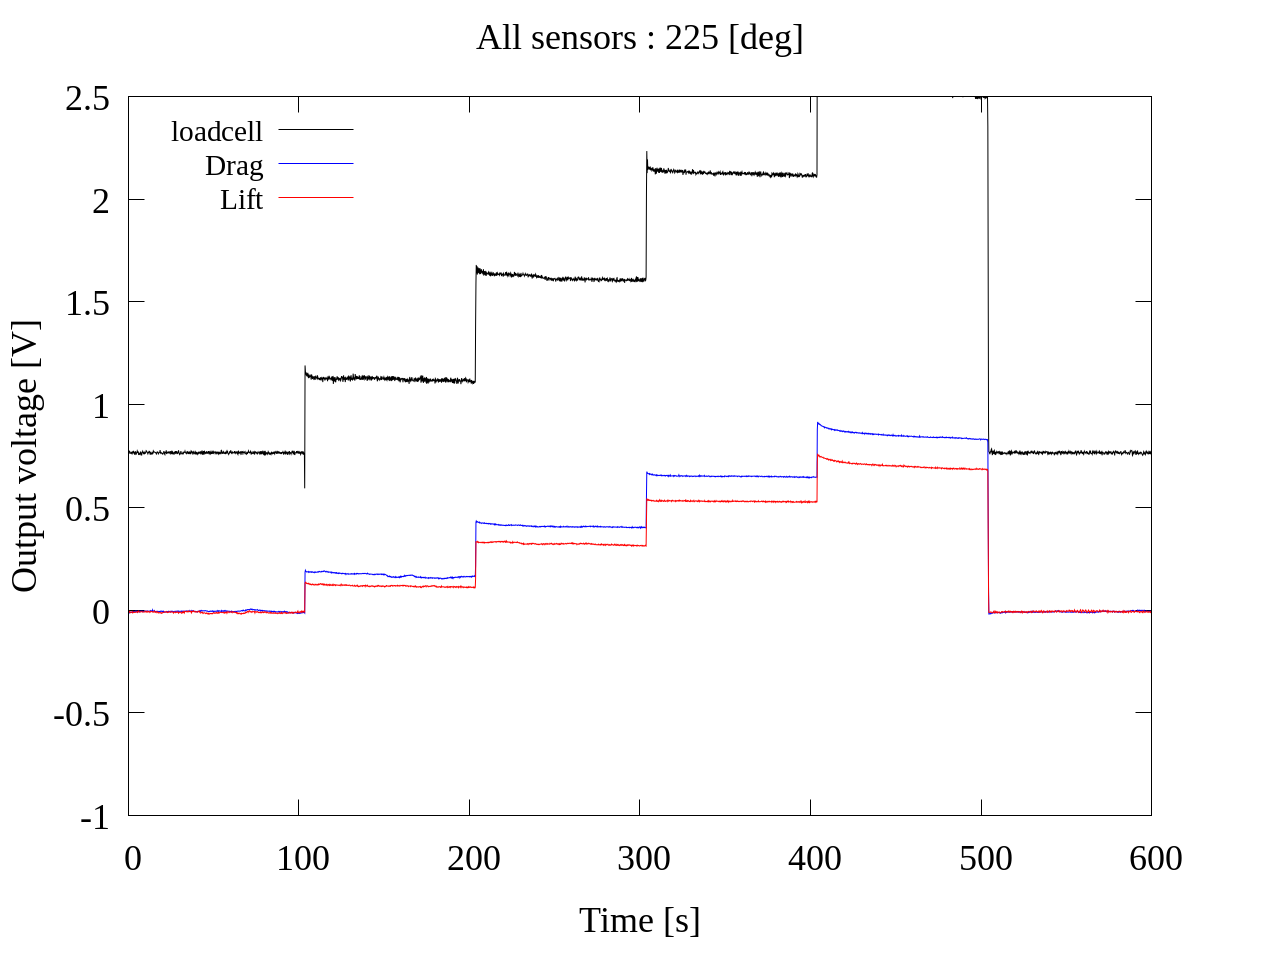 All sensors : 225 [deg]
2.5
2
1.5
1
0.5
0
-0.5
-1
loadcell
Drag
Lift
Output voltage [V]
0 100 200 300 400 500 600
Time [s]